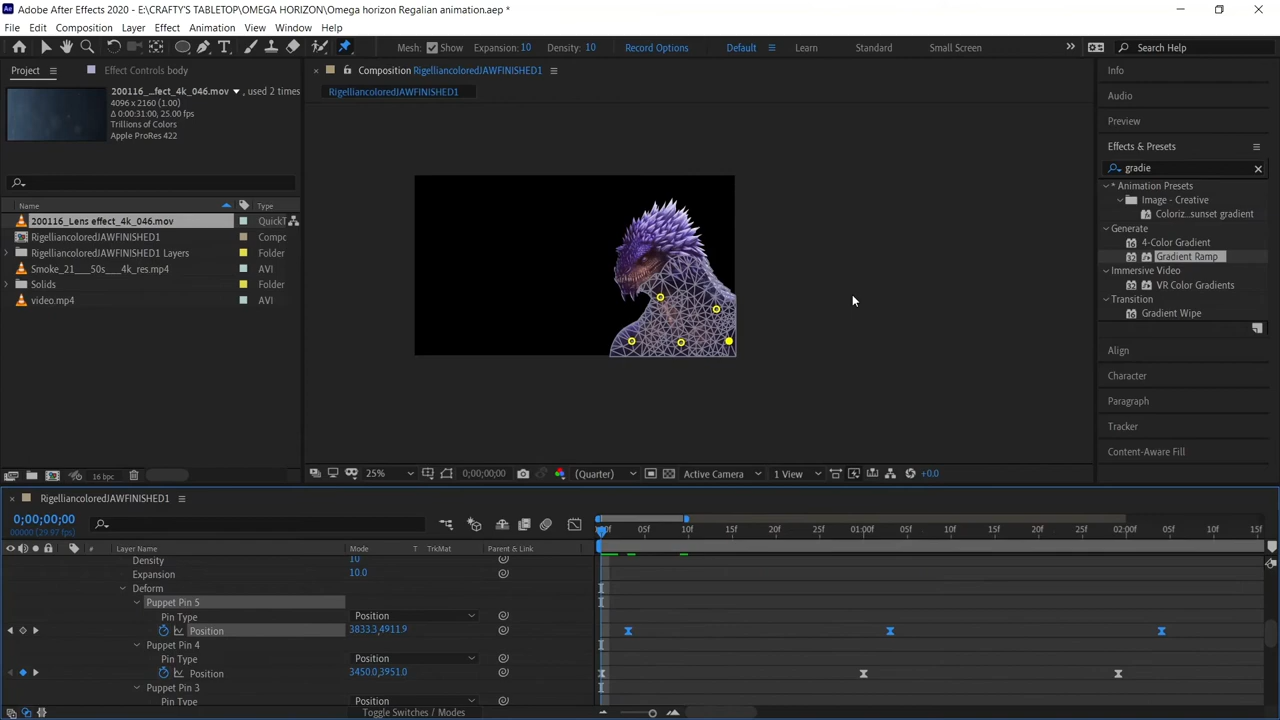 Adobe After Effects 2020 - E:\CRAFTY'S TABLETOP\OMEGA HORIZON\Omega horizon Regalian animation.aep *
File Edit Composition Layer Effect Animation View Window Help
Mesh: Show Expansion: 10 Density: 10 Record Options Default Learn Standard Small Screen Search Help
Project Effect Controls body
Composition RigelliancoloredJAWFINISHED1
RigelliancoloredJAWFINISHED1
200116_...fect_4k_046.mov , used 2 times
4096 x 2160 (1.00)
Δ 0:00:31:00, 25.00 fps
Trillions of Colors
Apple ProRes 422
Name Type
200116_Lens effect_4k_046.mov QuickT
RigelliancoloredJAWFINISHED1 Compo
RigelliancoloredJAWFINISHED1 Layers Folder
Smoke_21___50s___4k_res.mp4 AVI
Solids Folder
video.mp4 AVI
16 bpc
25% 0;00;00;00 (Quarter) Active Camera 1 View +0.0
Info
Audio
Preview
Effects & Presets
gradie
* Animation Presets
Image - Creative
Coloriz...sunset gradient
Generate
4-Color Gradient
Gradient Ramp
Immersive Video
VR Color Gradients
Transition
Gradient Wipe
Align
Character
Paragraph
Tracker
Content-Aware Fill
RigelliancoloredJAWFINISHED1
0;00;00;00
00000 (29.97 fps)
05f 10f 15f 20f 25f 01:00f 05f 10f 15f 20f 25f 02:00f 05f 10f 15
# Layer Name Mode T TrkMat Parent & Link
Density 10
Expansion 10.0
Deform
Puppet Pin 5
Pin Type Position
Position 3833.3,4911.9
Puppet Pin 4
Pin Type Position
Position 3450.0,3951.0
Puppet Pin 3
Pin Type Position
Toggle Switches / Modes